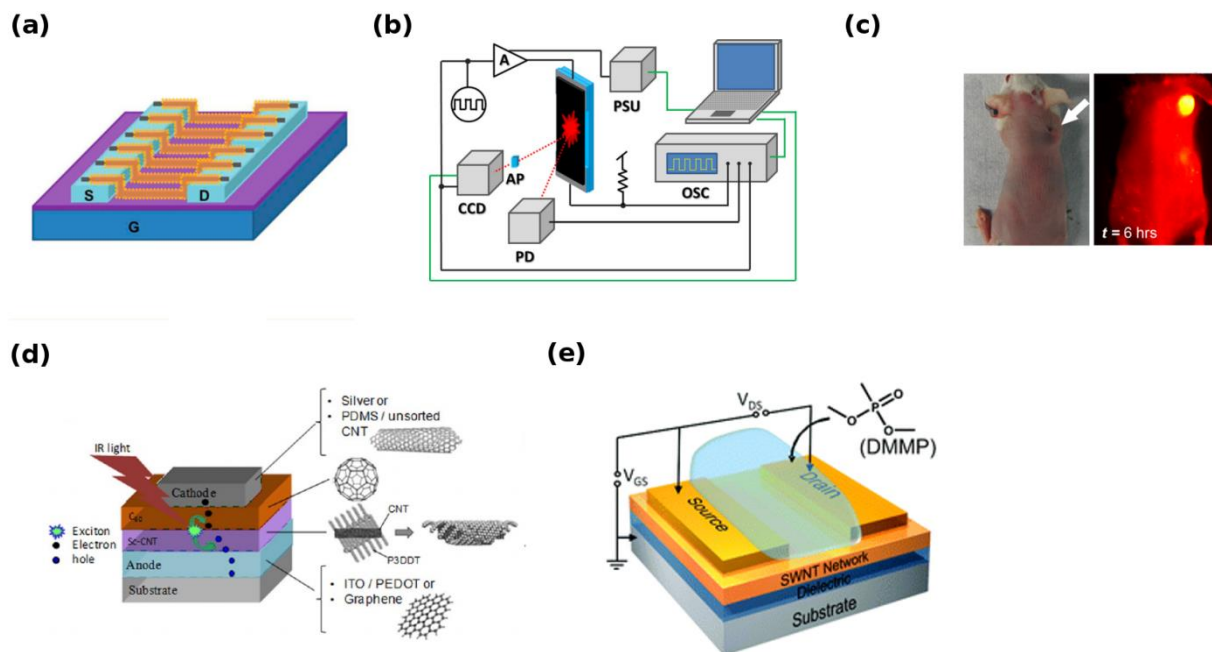 (a)
(b)
(c)
S
D
G
A
PSU
AP
CCD
PD
OSC
t = 6 hrs
(d)
(e)
• Silver or
• PDMS / unsorted
CNT
IR light
Cathode
C60
Sc-CNT
Anode
Substrate
Exciton
Electron
hole
CNT
P3DDT
• ITO / PEDOT or
Graphene
VDS
VGS
O
P
O
O
(DMMP)
Source
Drain
SWNT Network
Dielectric
Substrate